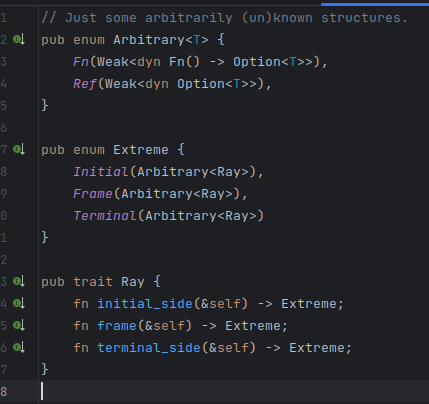 1 // Just some arbitrarily (un)known structures.
2 pub enum Arbitrary<T> {
3     Fn(Weak<dyn Fn() -> Option<T>>),
4     Ref(Weak<dyn Option<T>>),
5 }
6
7 pub enum Extreme {
8     Initial(Arbitrary<Ray>),
9     Frame(Arbitrary<Ray>),
0     Terminal(Arbitrary<Ray>)
1 }
2
3 pub trait Ray {
4     fn initial_side(&self) -> Extreme;
5     fn frame(&self) -> Extreme;
6     fn terminal_side(&self) -> Extreme;
7 }
8